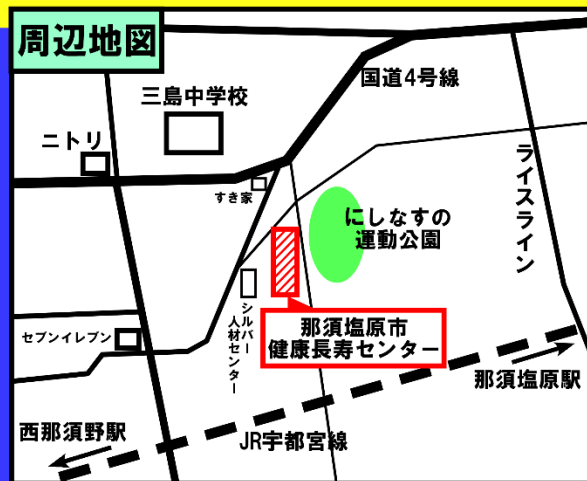 周辺地図
国道4号線
三島中学校
ニトリ
すき家
ライスライン
にしなすの
運動公園
シルバー
人材センター
那須塩原市
健康長寿センター
セブンイレブン
那須塩原駅
西那須野駅
JR宇都宮線